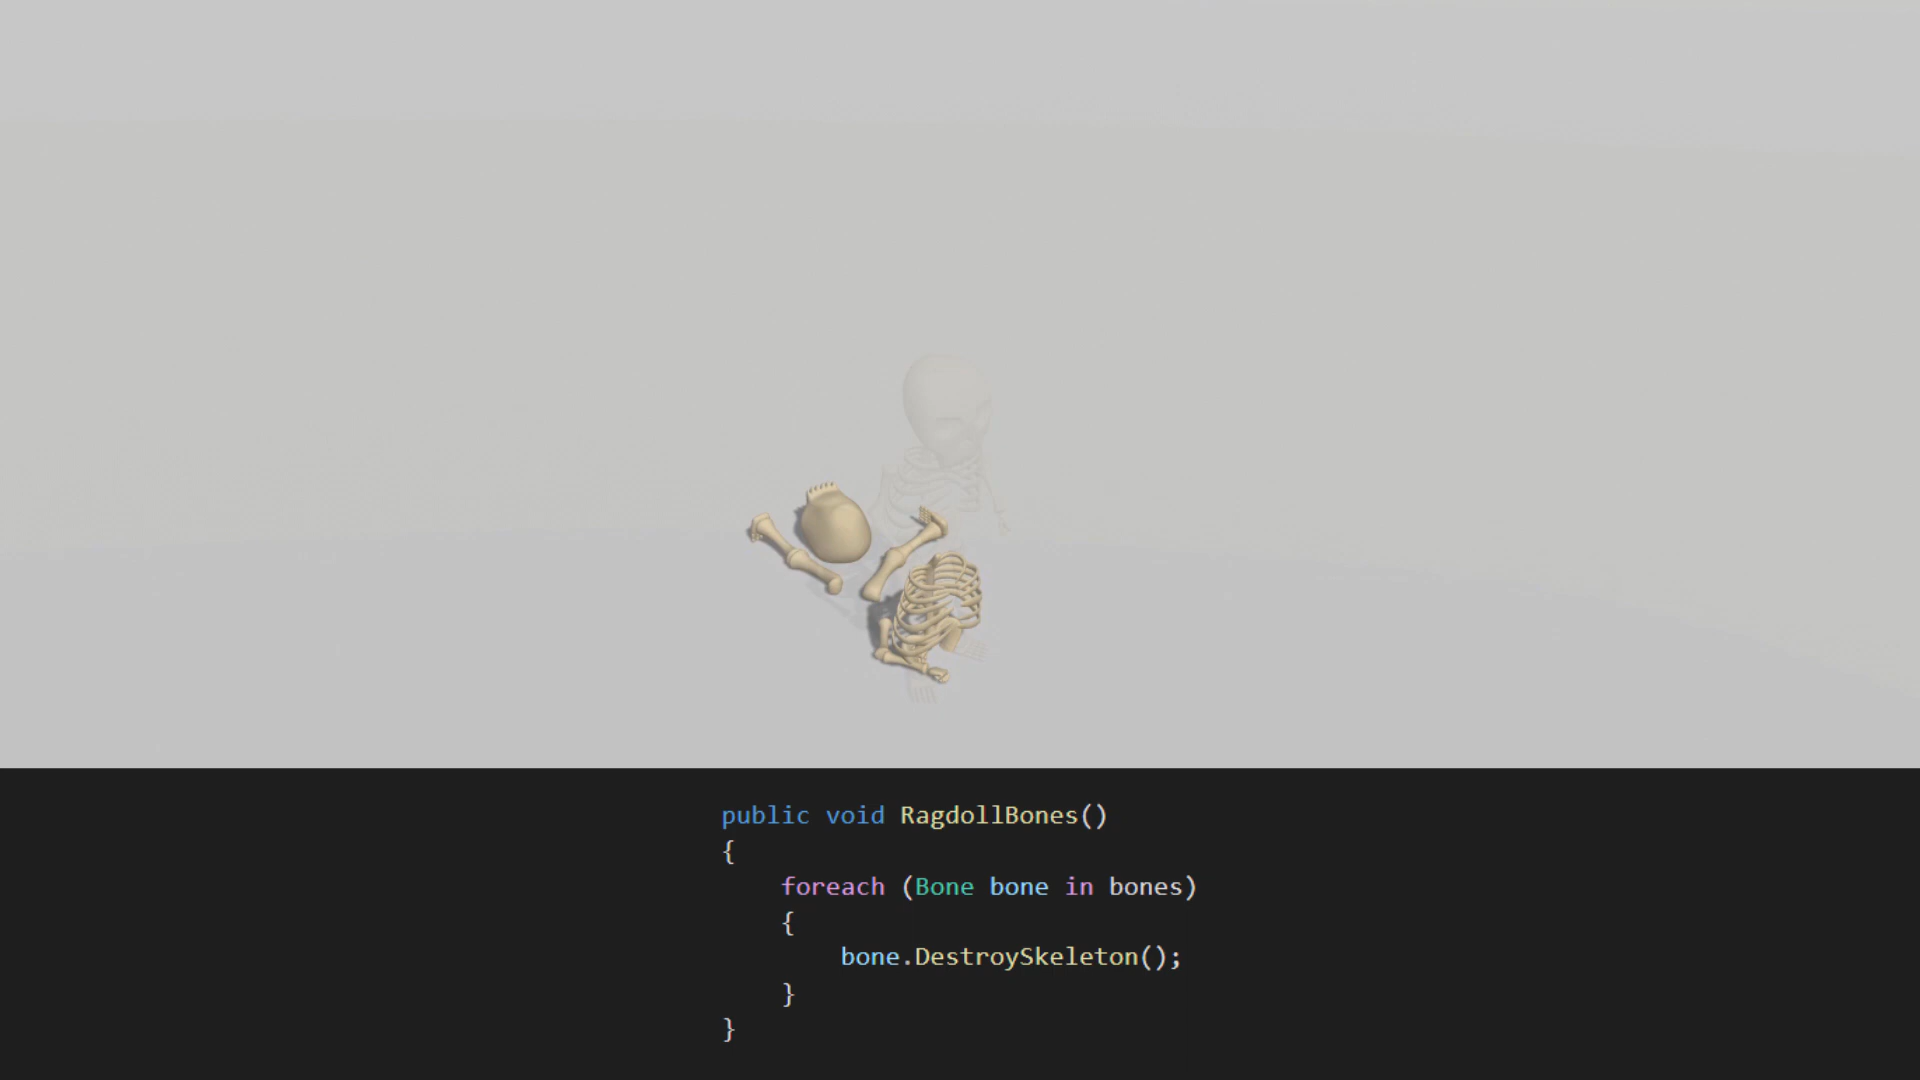 public void RagdollBones()
{
foreach (Bone bone in bones)
{
bone.DestroySkeleton();
}
}